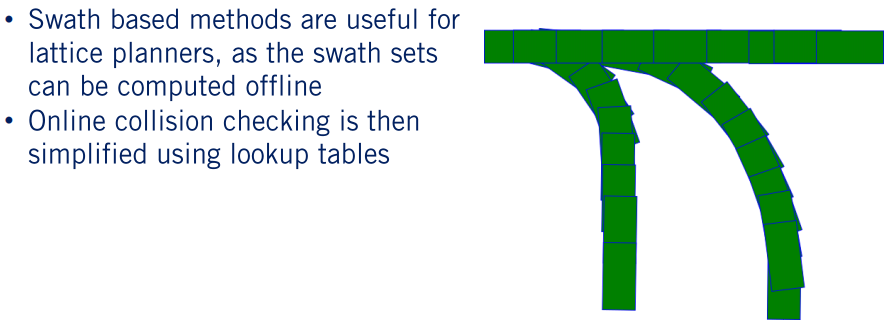 • Swath based methods are useful for
lattice planners, as the swath sets
can be computed offline
• Online collision checking is then
simplified using lookup tables